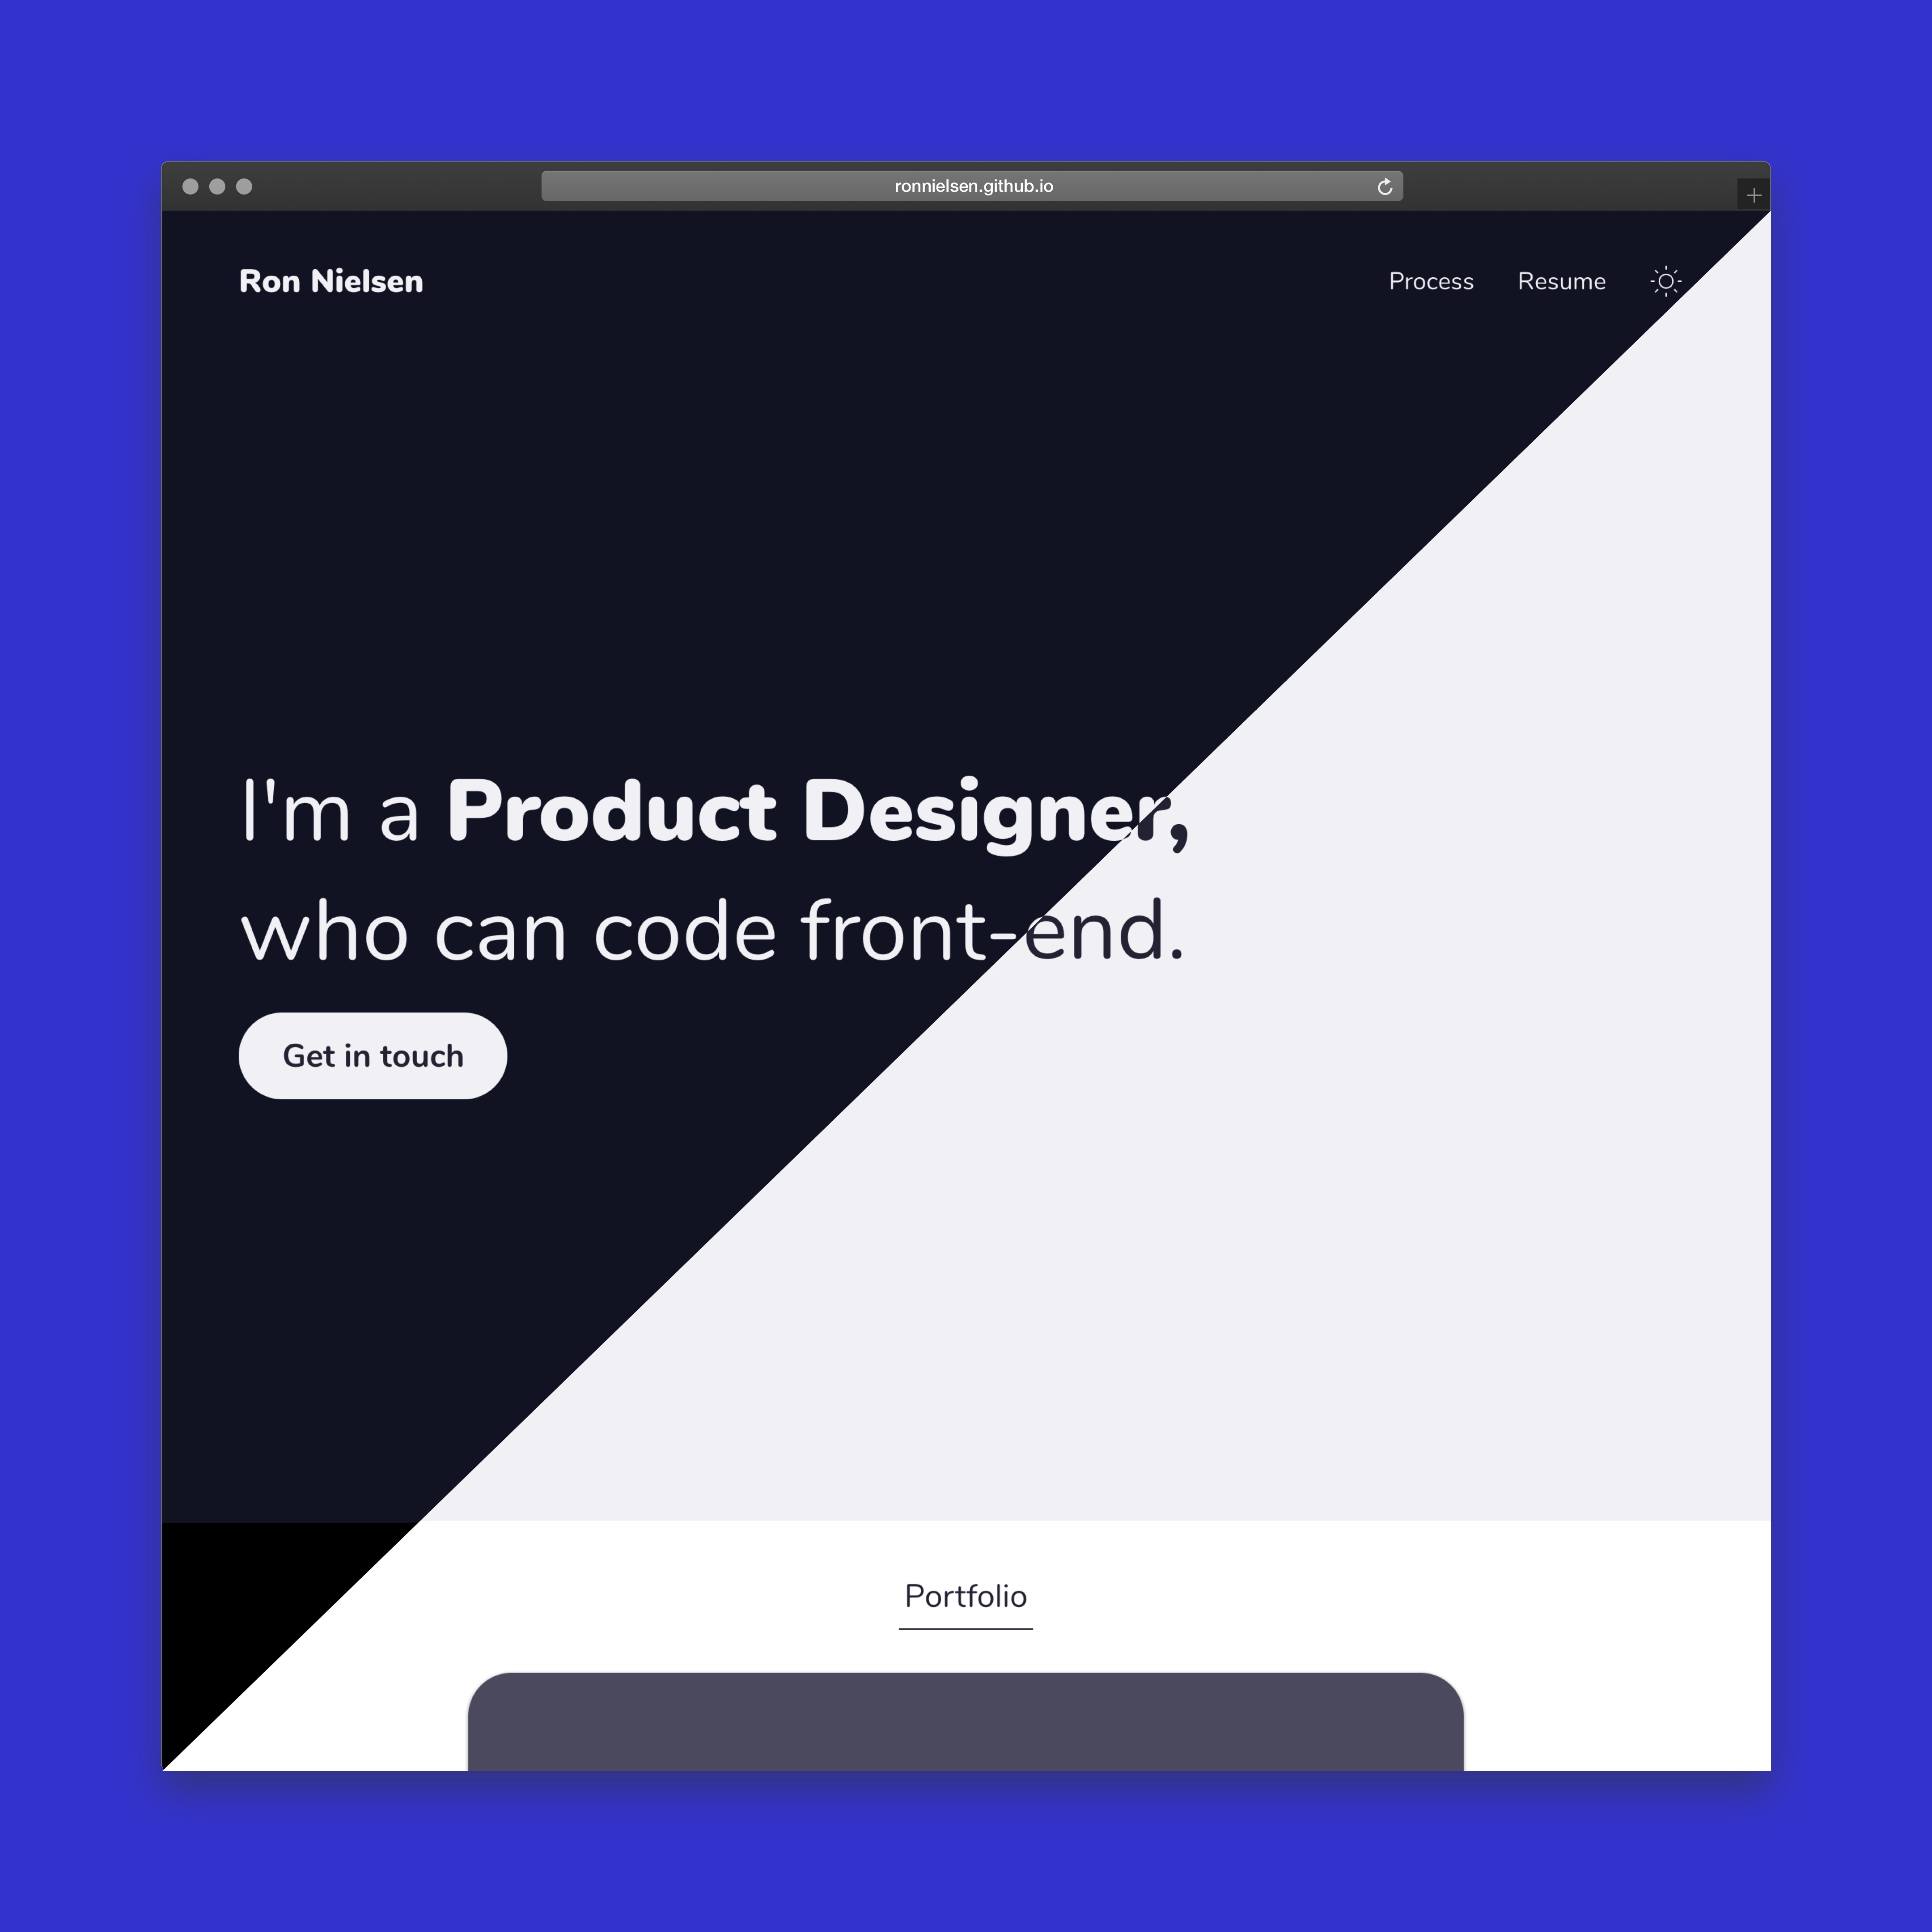 ronnielsen.github.io
Ron Nielsen
Process
Resume
I'm a Product Designer,
who can code front-end.
Get in touch
Portfolio